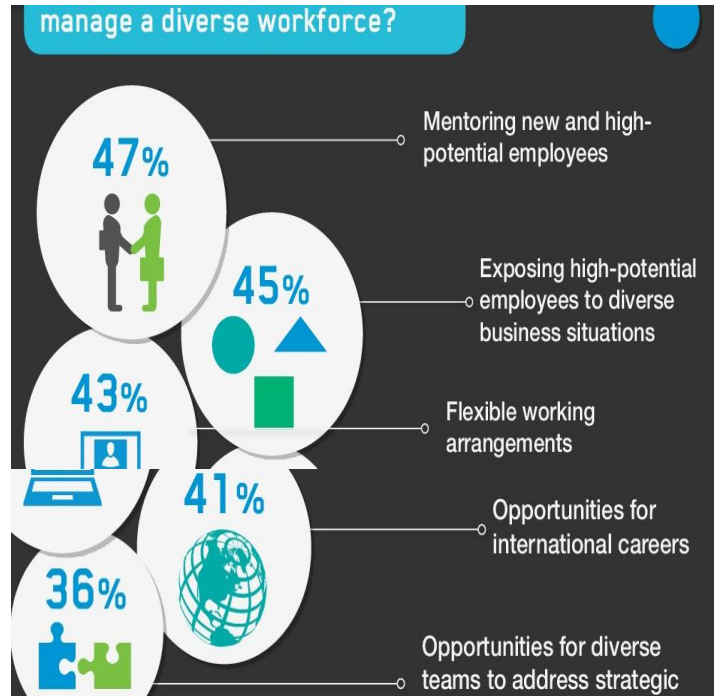 manage a diverse workforce?
47%
Mentoring new and high-
potential employees
45%
Exposing high-potential
employees to diverse
business situations
43%
Flexible working
arrangements
41%
Opportunities for
international careers
36%
Opportunities for diverse
teams to address strategic